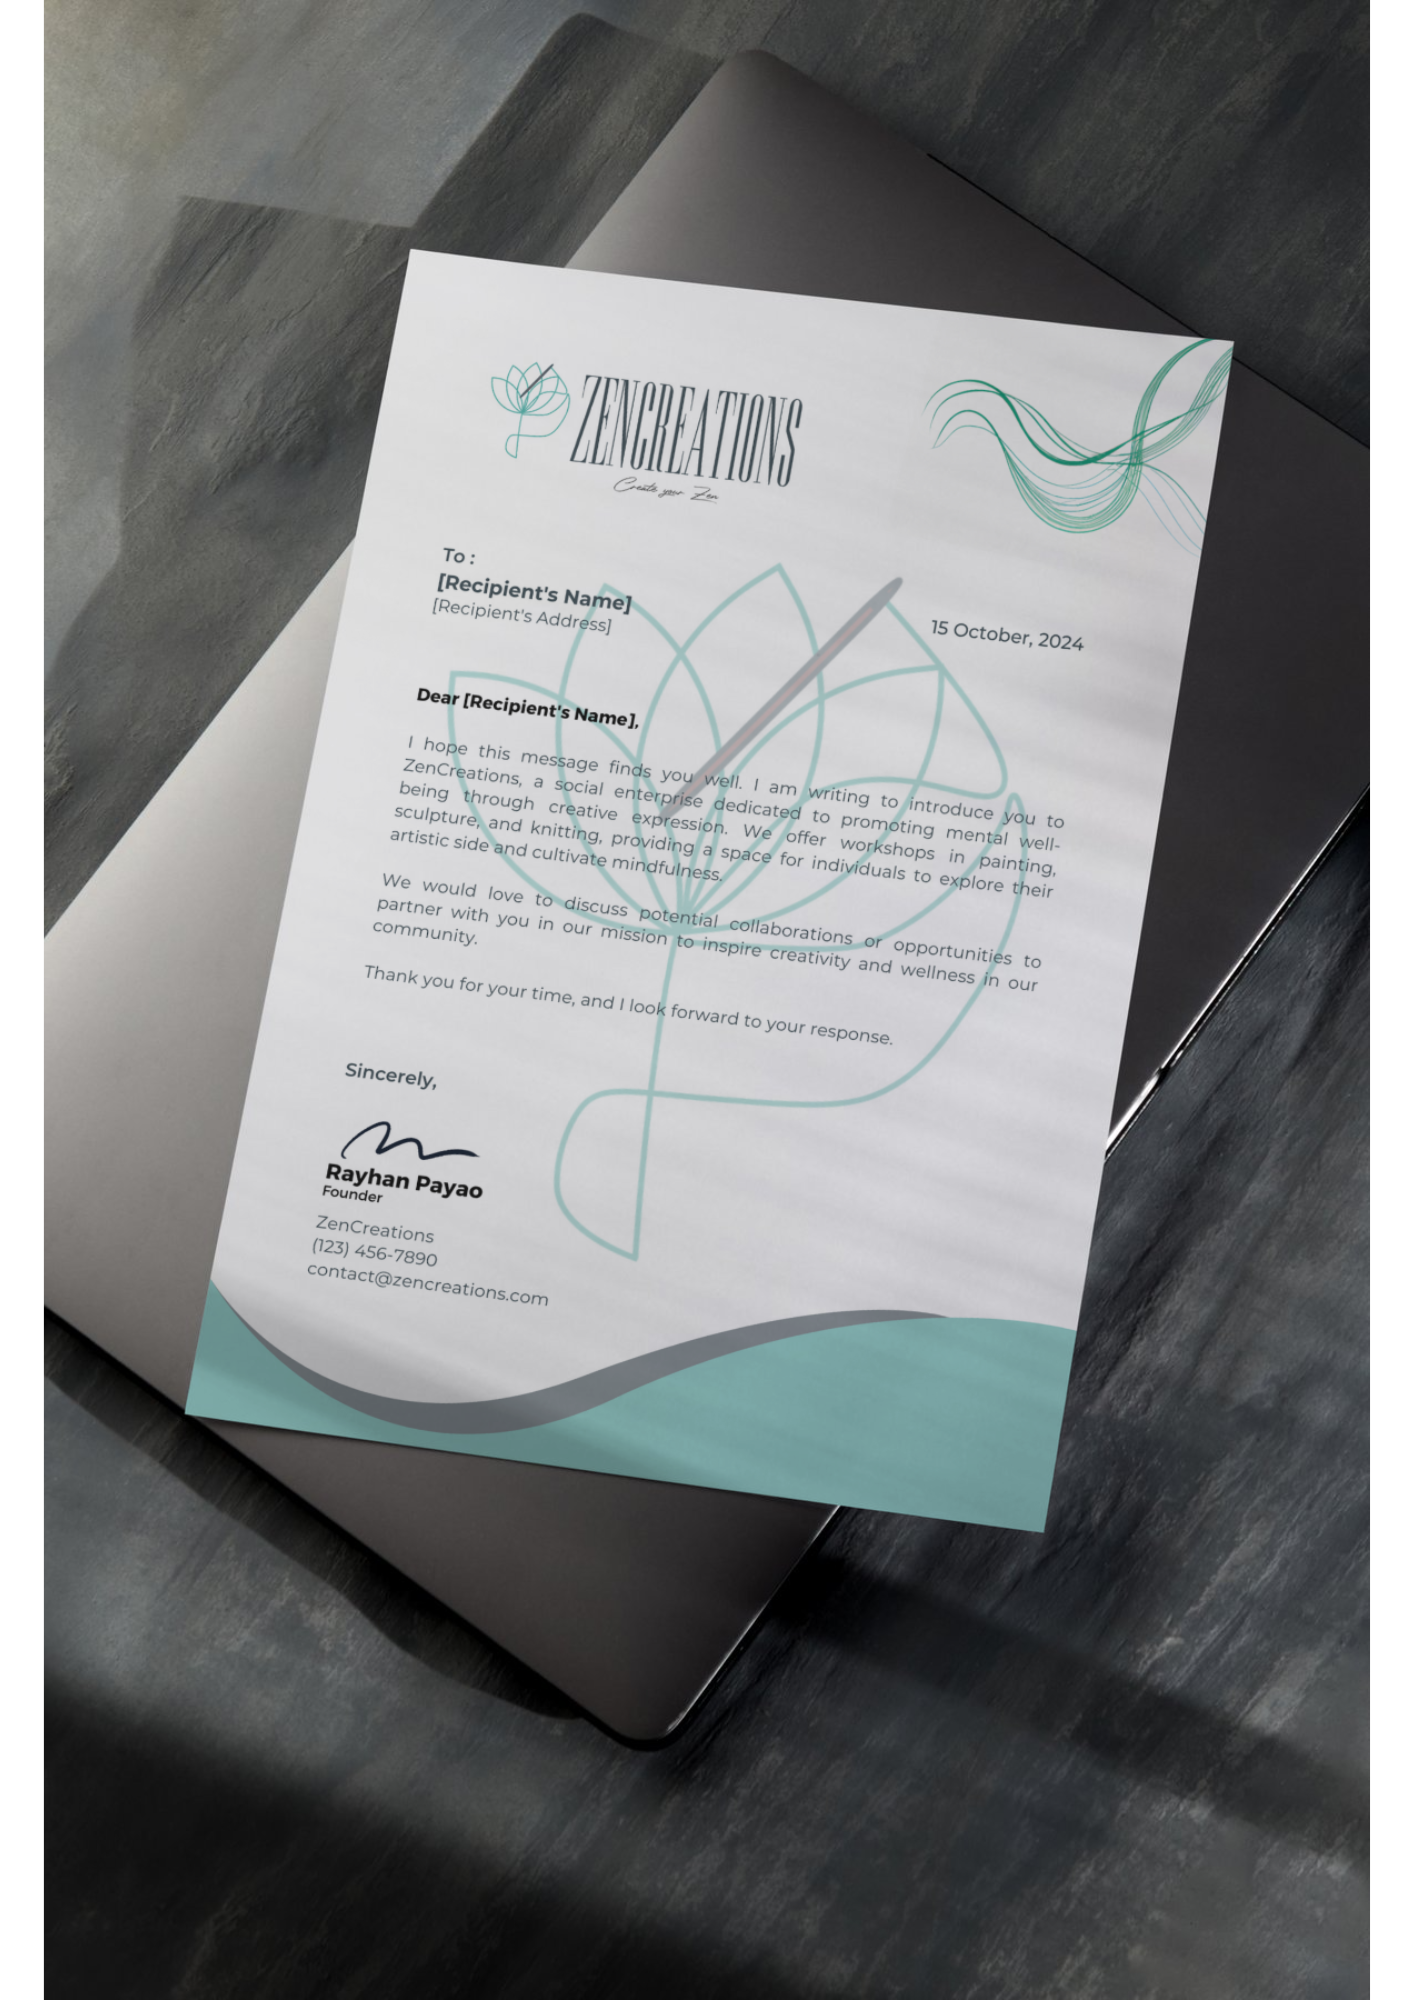 ZENCREATIONS
Create your Zen
To :
[Recipient's Name]
[Recipient's Address]
15 October, 2024
Dear [Recipient's Name],
I hope this message finds you well. I am writing to introduce you to
ZenCreations, a social enterprise dedicated to promoting mental well-
being through creative expression. We offer workshops in painting,
sculpture, and knitting, providing a space for individuals to explore their
artistic side and cultivate mindfulness.
We would love to discuss potential collaborations or opportunities to
partner with you in our mission to inspire creativity and wellness in our
community.
Thank you for your time, and I look forward to your response.
Sincerely,
Rayhan Payao
Founder
ZenCreations
(123) 456-7890
contact@zencreations.com